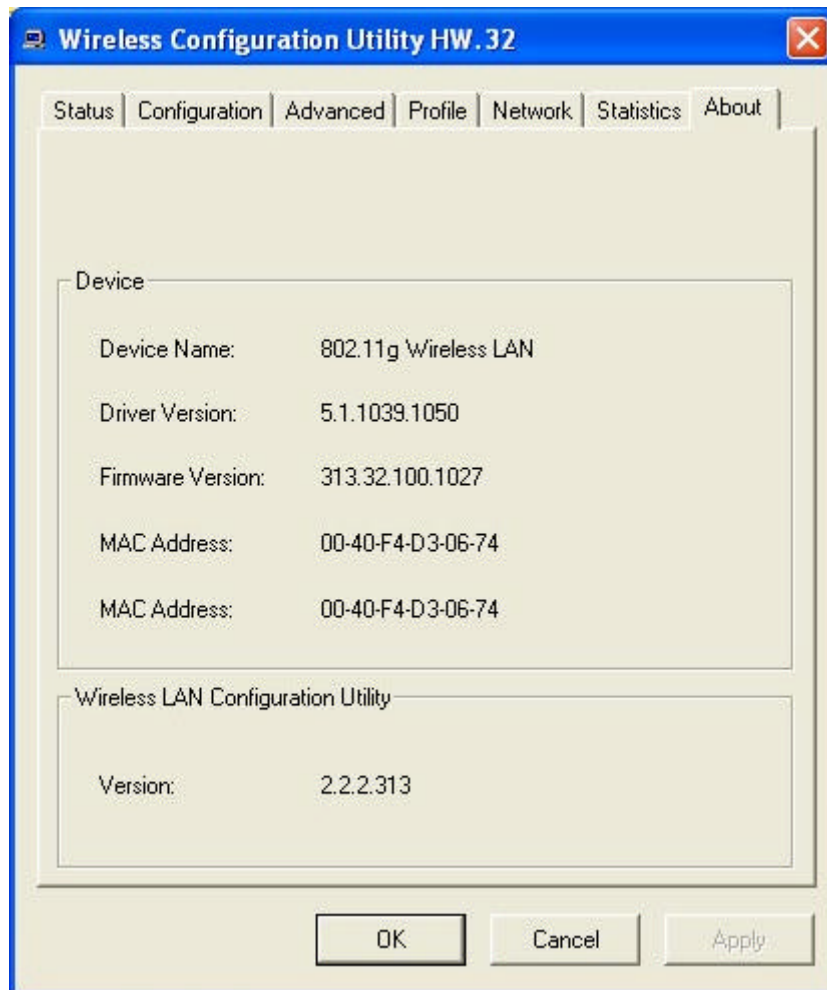 Wireless Configuration Utility HW.32
Status Configuration Advanced Profile Network Statistics About
Device
Device Name: 802.11g Wireless LAN
Driver Version: 5.1.1039.1050
Firmware Version: 313.32.100.1027
MAC Address: 00-40-F4-D3-06-74
MAC Address: 00-40-F4-D3-06-74
Wireless LAN Configuration Utility
Version: 2.2.2.313
OK Cancel Apply